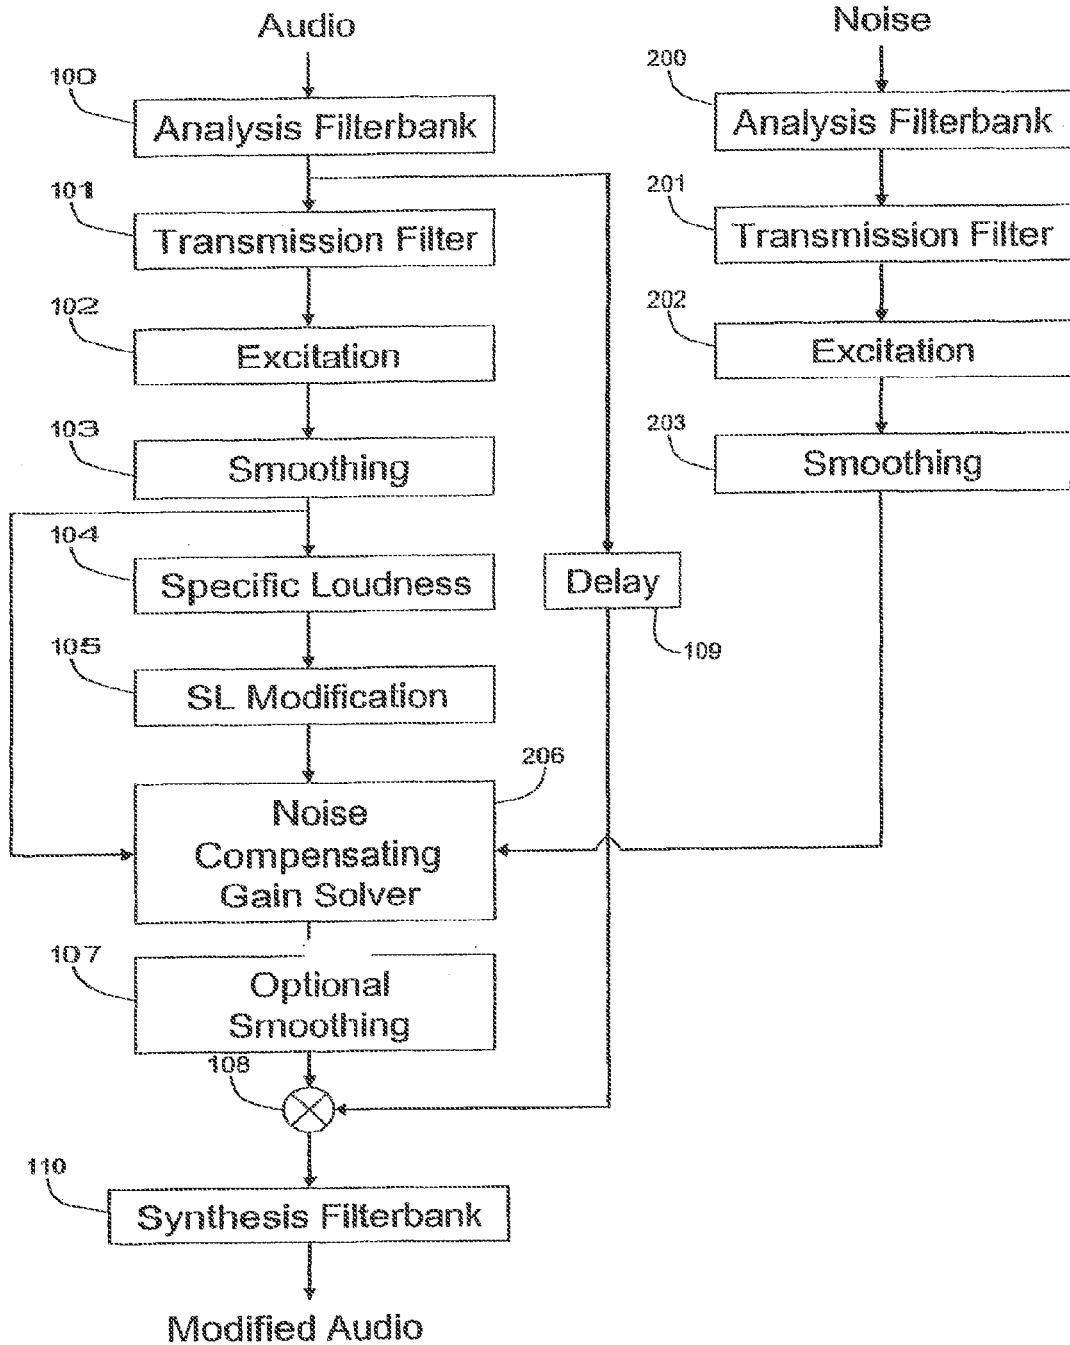 Audio
100
Analysis Filterbank
101
Transmission Filter
102
Excitation
103
Smoothing
104
Specific Loudness
105
SL Modification
206
Noise
Compensating
Gain Solver
107
Optional
Smoothing
108
110
Synthesis Filterbank
Modified Audio
Delay
109
Noise
200
Analysis Filterbank
201
Transmission Filter
202
Excitation
203
Smoothing